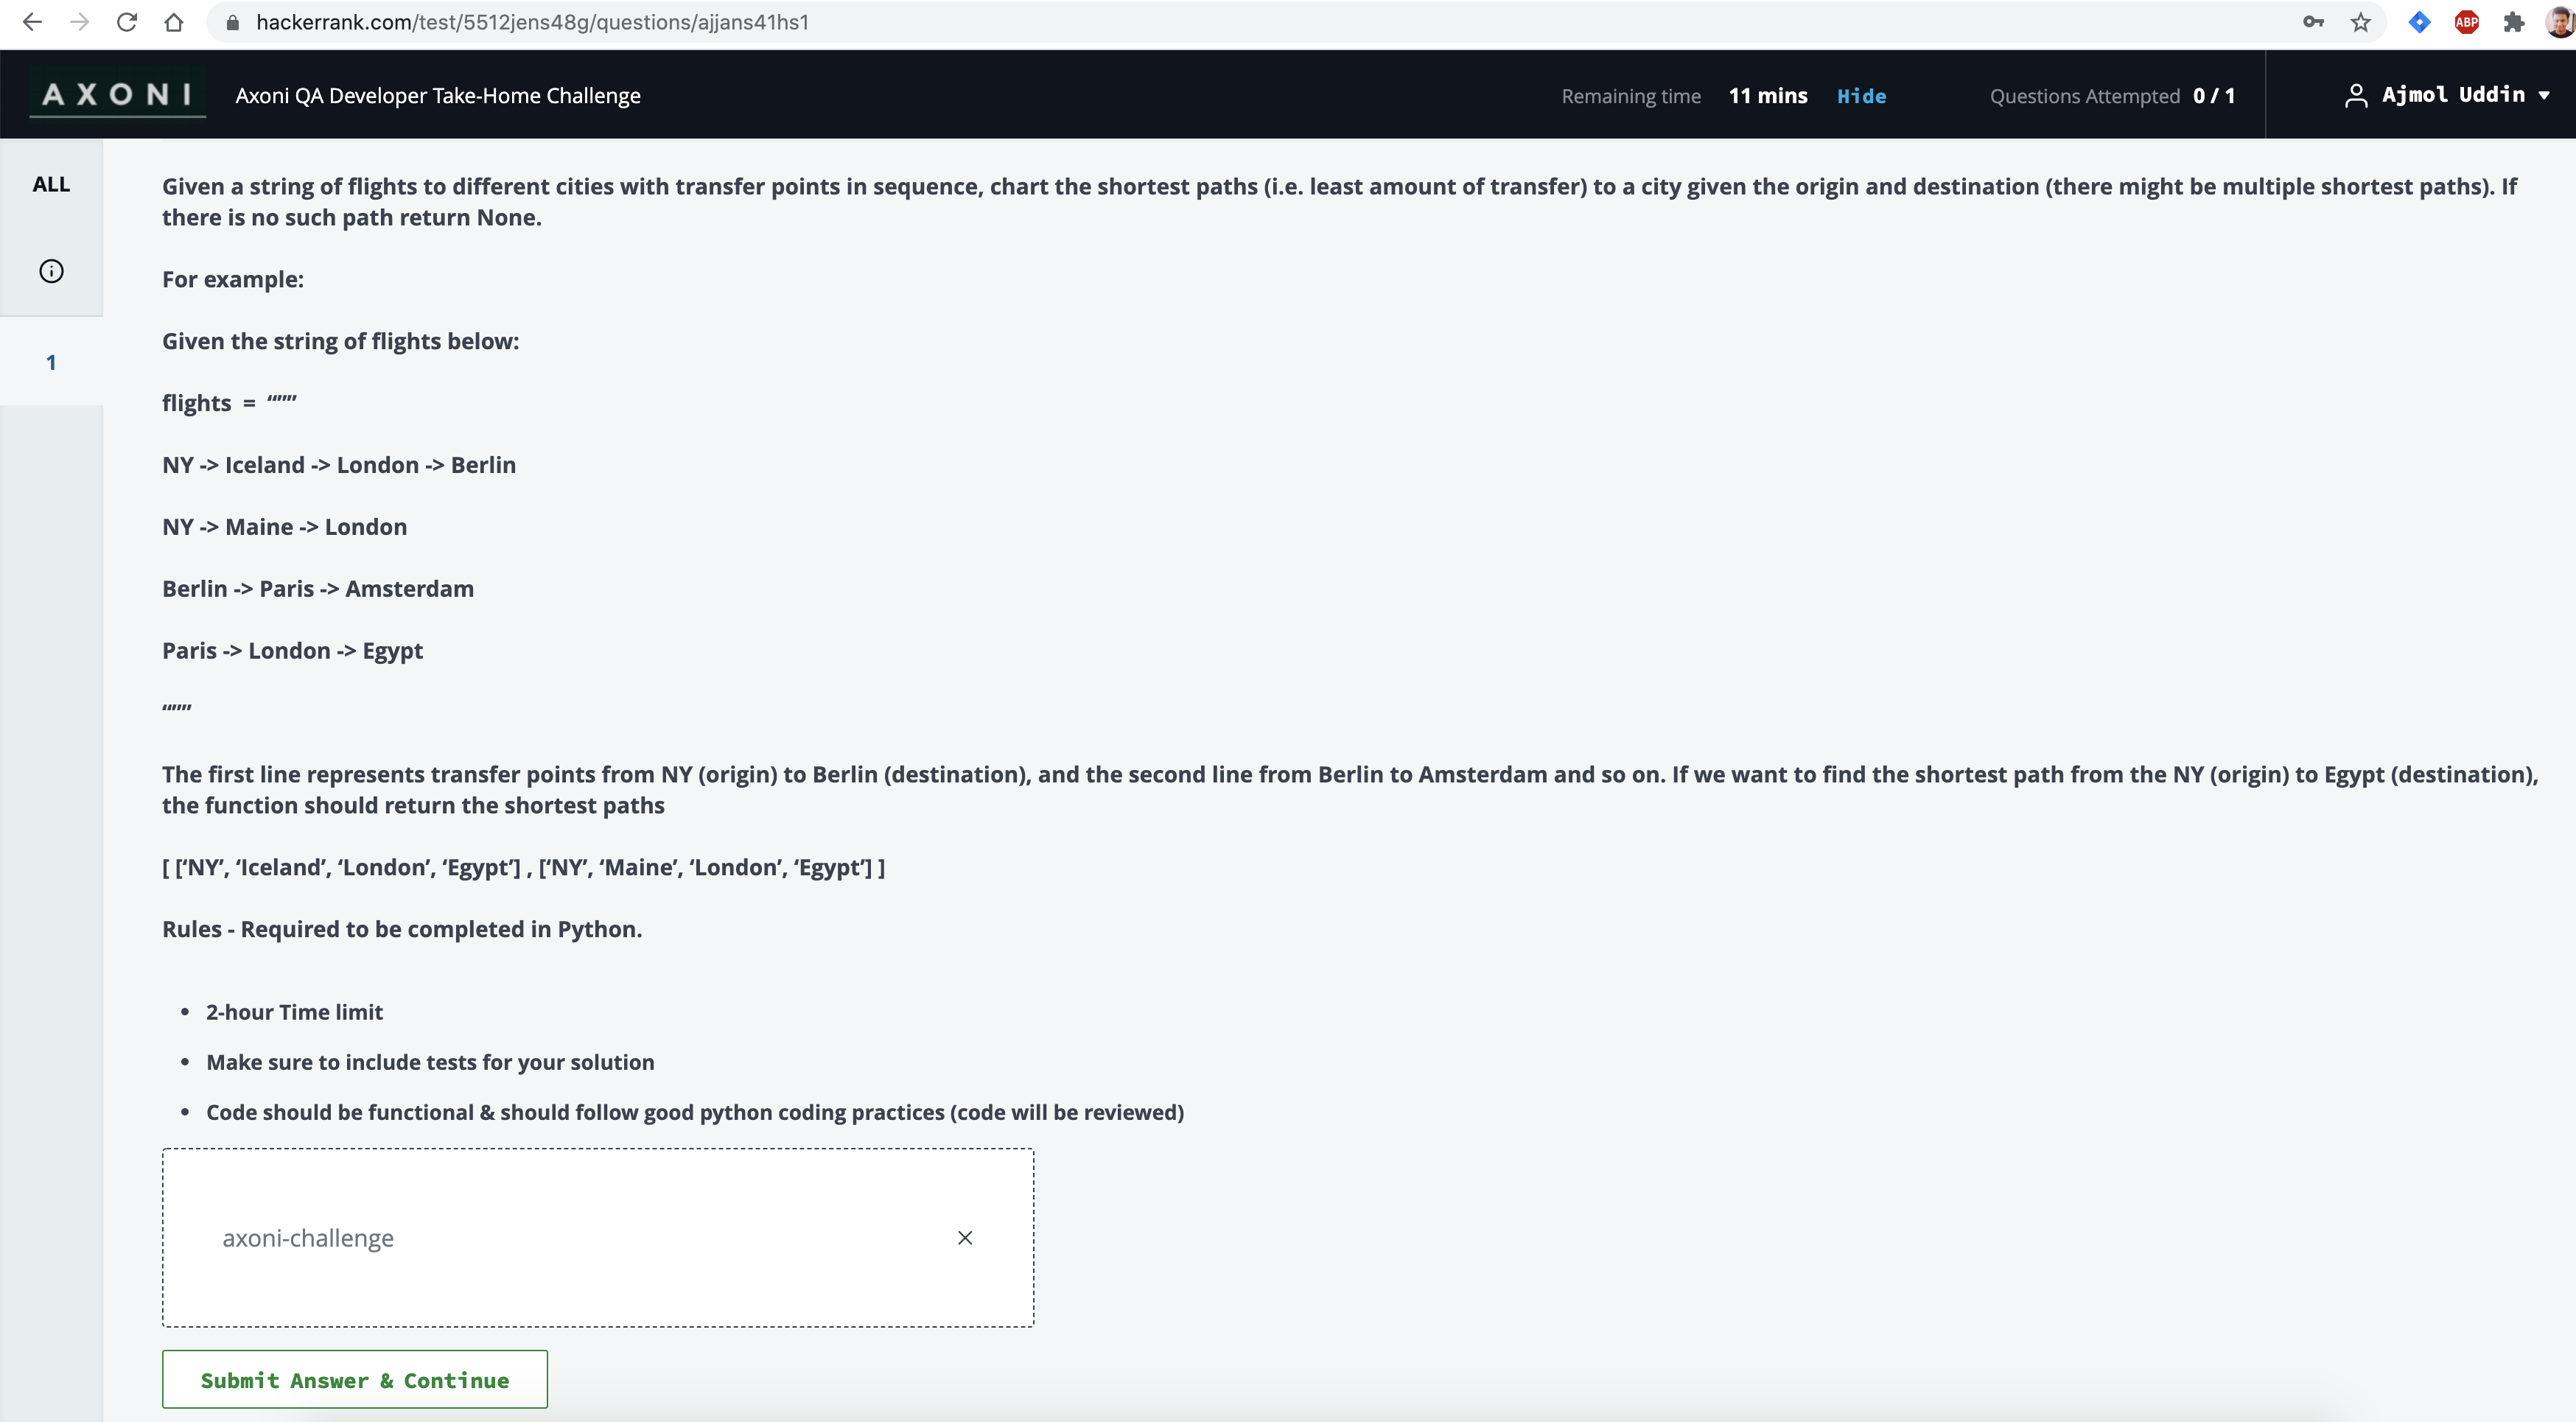 hackerrank.com/test/5512jens48g/questions/ajjans41hs1
ABP
AXONI
Axoni QA Developer Take-Home Challenge
Remaining time 11 mins Hide
Questions Attempted 0 / 1
Ajmol Uddin
ALL
1
Given a string of flights to different cities with transfer points in sequence, chart the shortest paths (i.e. least amount of transfer) to a city given the origin and destination (there might be multiple shortest paths). If
there is no such path return None.
For example:
Given the string of flights below:
flights = “””
NY -> Iceland -> London -> Berlin
NY -> Maine -> London
Berlin -> Paris -> Amsterdam
Paris -> London -> Egypt
“””
The first line represents transfer points from NY (origin) to Berlin (destination), and the second line from Berlin to Amsterdam and so on. If we want to find the shortest path from the NY (origin) to Egypt (destination),
the function should return the shortest paths
[ [‘NY’, ‘Iceland’, ‘London’, ‘Egypt’] , [‘NY’, ‘Maine’, ‘London’, ‘Egypt’] ]
Rules - Required to be completed in Python.
• 2-hour Time limit
• Make sure to include tests for your solution
• Code should be functional & should follow good python coding practices (code will be reviewed)
axoni-challenge
Submit Answer & Continue